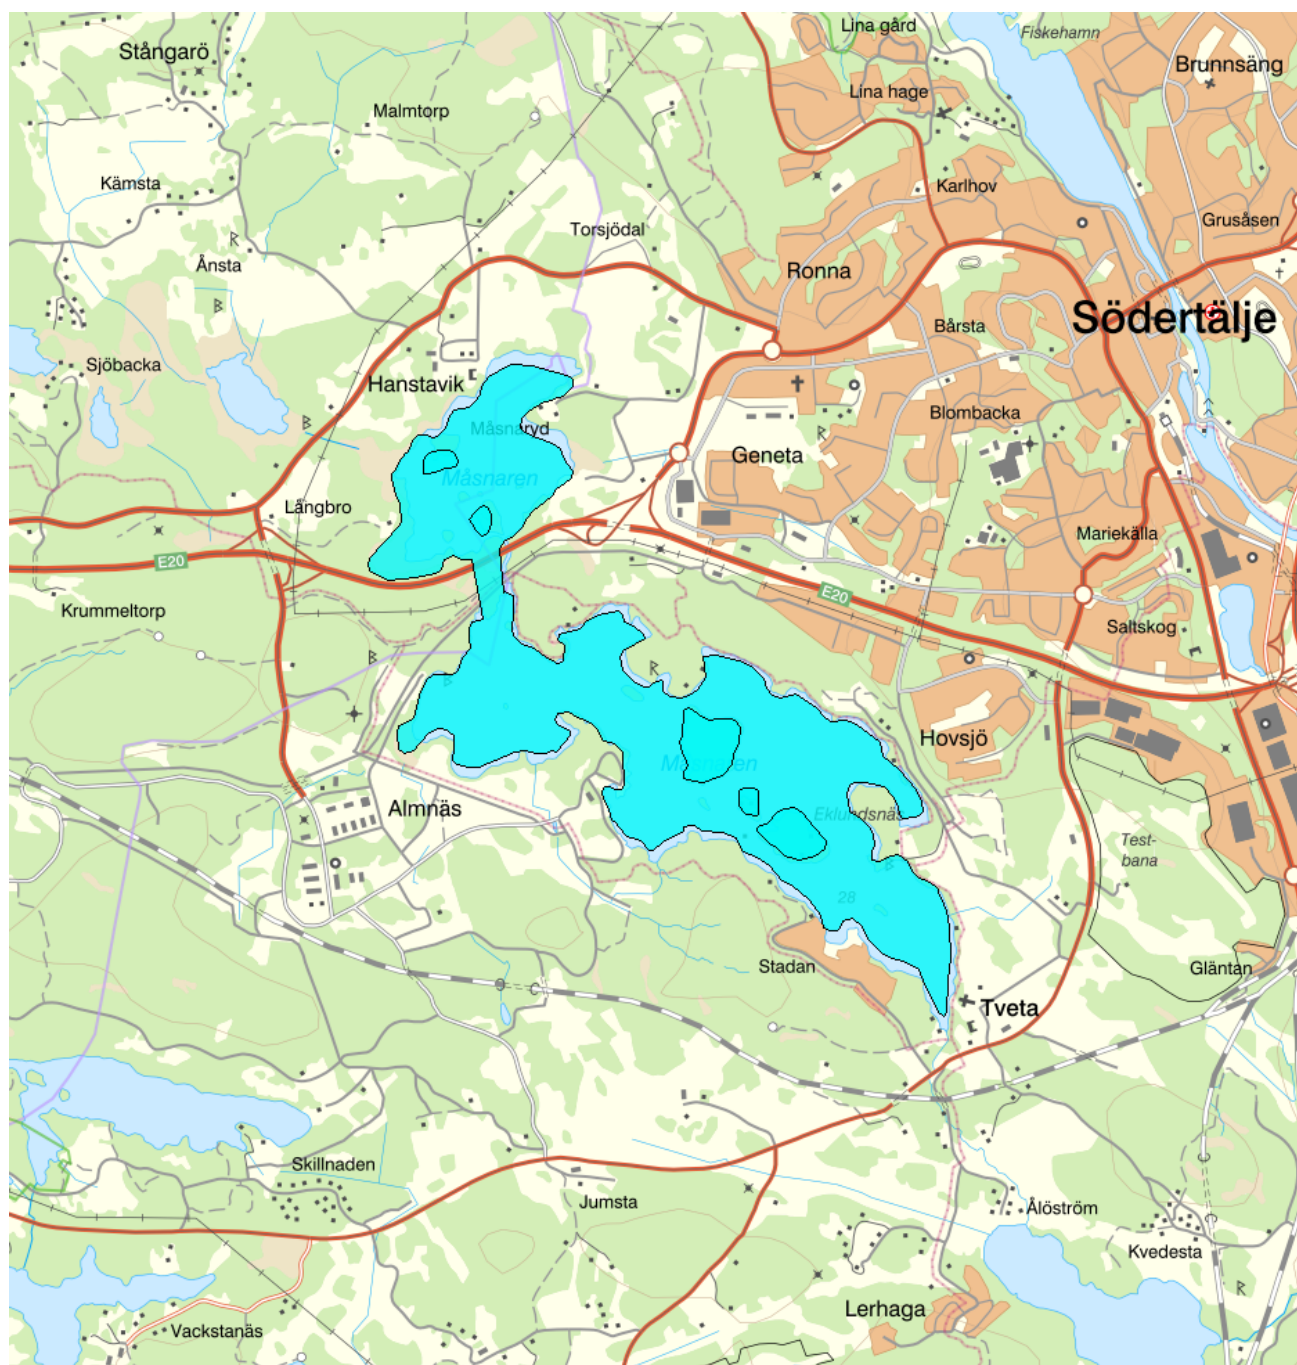 Lina gård
Fiskehamn
Stångarö
Brunnsäng
Lina hage
Malmtorp
Kämsta
Karlhov
Grusåsen
Torsjödal
Ånsta
Ronna
Södertälje
Bårsta
Sjöbacka
Hanstavik
Blombacka
Måsnaryd
Geneta
Måsnaren
Långbro
Mariekälla
E20
E20
Krummeltorp
Saltskog
Hovsjö
Måsnaren
Almnäs
Eklundsnäs
Test-
bana
28
Stadan
Gläntan
Tveta
Skillnaden
Jumsta
Ålöström
Kvedesta
Lerhaga
Vackstanäs